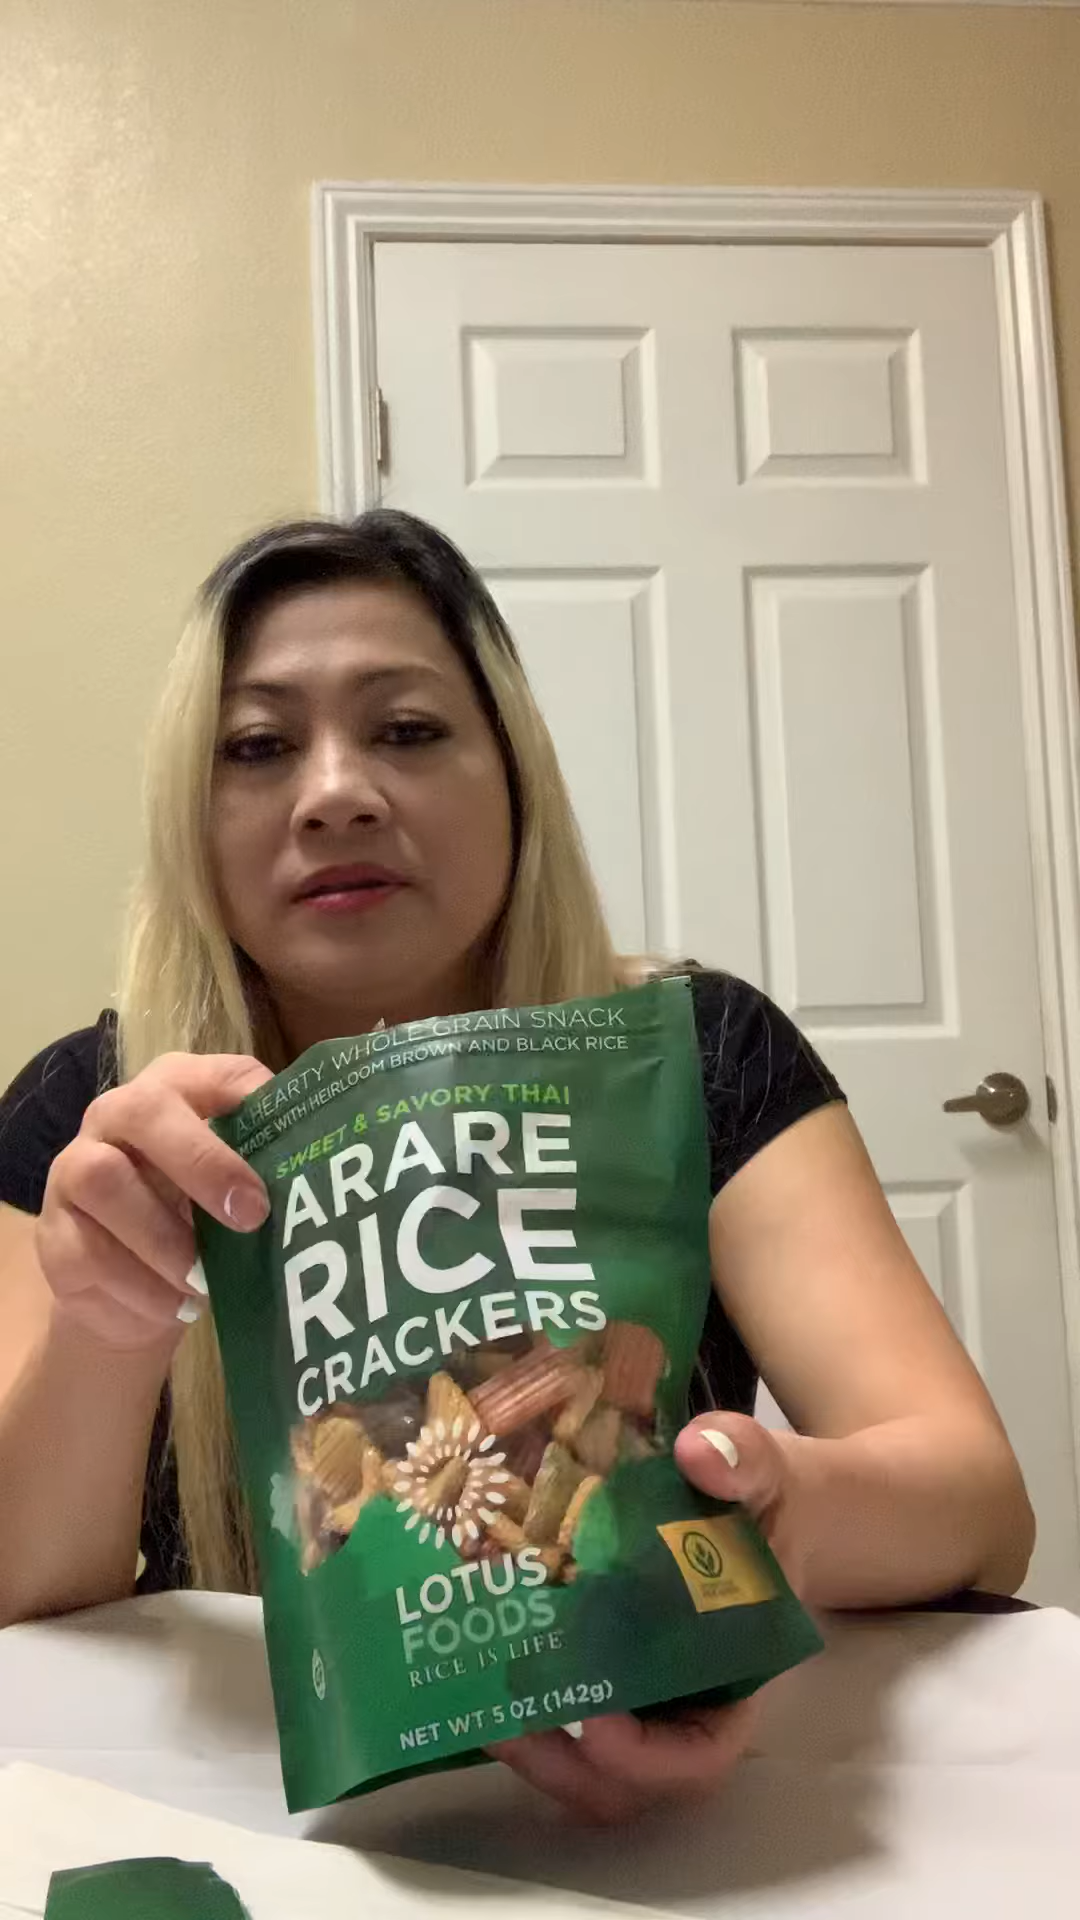 A HEARTY WHOLE GRAIN SNACK
MADE WITH HEIRLOOM BROWN AND BLACK RICE
SWEET & SAVORY THAI
ARARE
RICE
CRACKERS
LOTUS
FOODS
RICE IS LIFE
NET WT 5 OZ (142g)